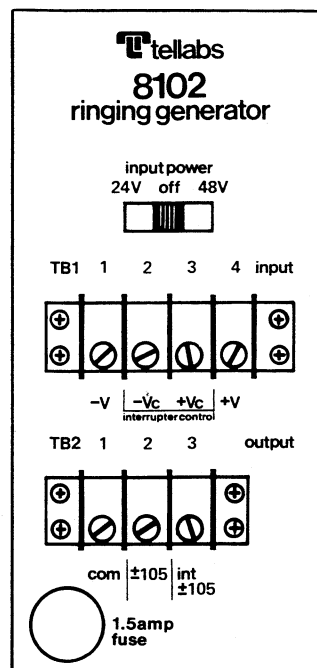 tellabs
8102
ringing generator
input power
24V off 48V
TB1 1 2 3 4 input
-V -Vc +Vc +V
interrupter control
TB2 1 2 3 output
com ±105 int
±105
1.5amp
fuse